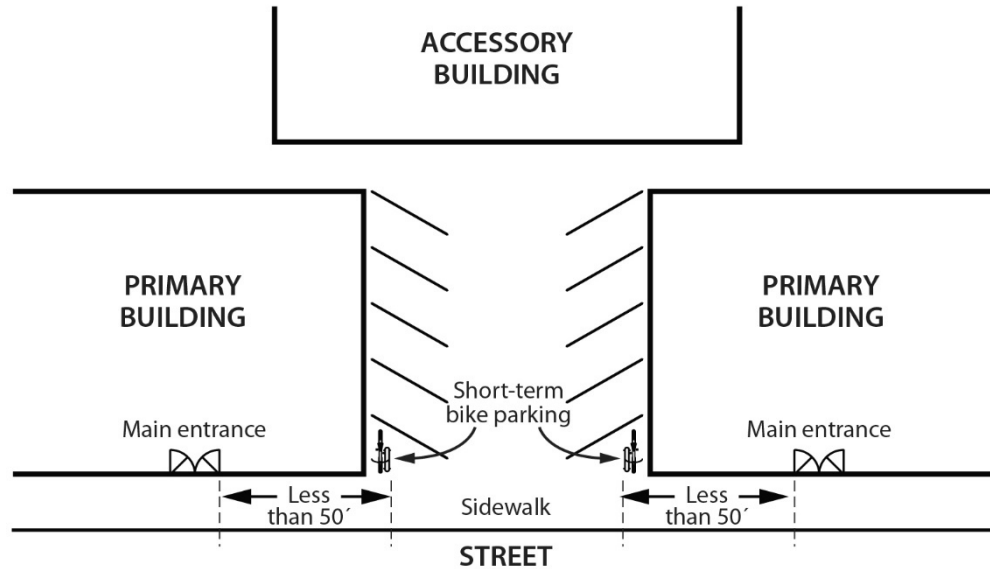 ACCESSORY
BUILDING
PRIMARY
BUILDING
PRIMARY
BUILDING
Short-term
bike parking
Main entrance
Main entrance
Less
than 50´
Sidewalk
Less
than 50´
STREET